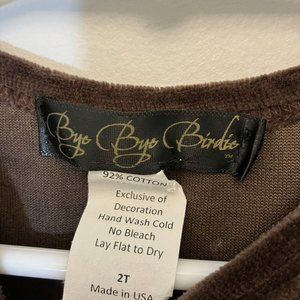 Bye Bye Birdie
TM
92% COTTON
Exclusive of
Decoration
Hand Wash Cold
No Bleach
Lay Flat to Dry
2T
Made in USA